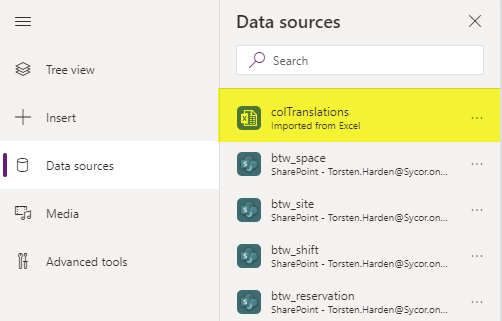 Data sources
Search
Tree view
Insert
Data sources
Media
Advanced tools
colTranslations
Imported from Excel
btw_space
SharePoint - Torsten.Harden@Sycor.on...
btw_site
SharePoint - Torsten.Harden@Sycor.on...
btw_shift
SharePoint - Torsten.Harden@Sycor.on...
btw_reservation
SharePoint - Torsten.Harden@Sycor.on...